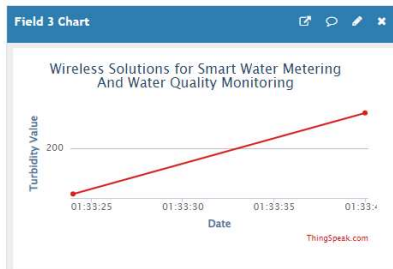 Field 3 Chart
Wireless Solutions for Smart Water Metering
And Water Quality Monitoring
Turbidity Value
200
01:33:25 01:33:30 01:33:35
Date
ThingSpeak.com